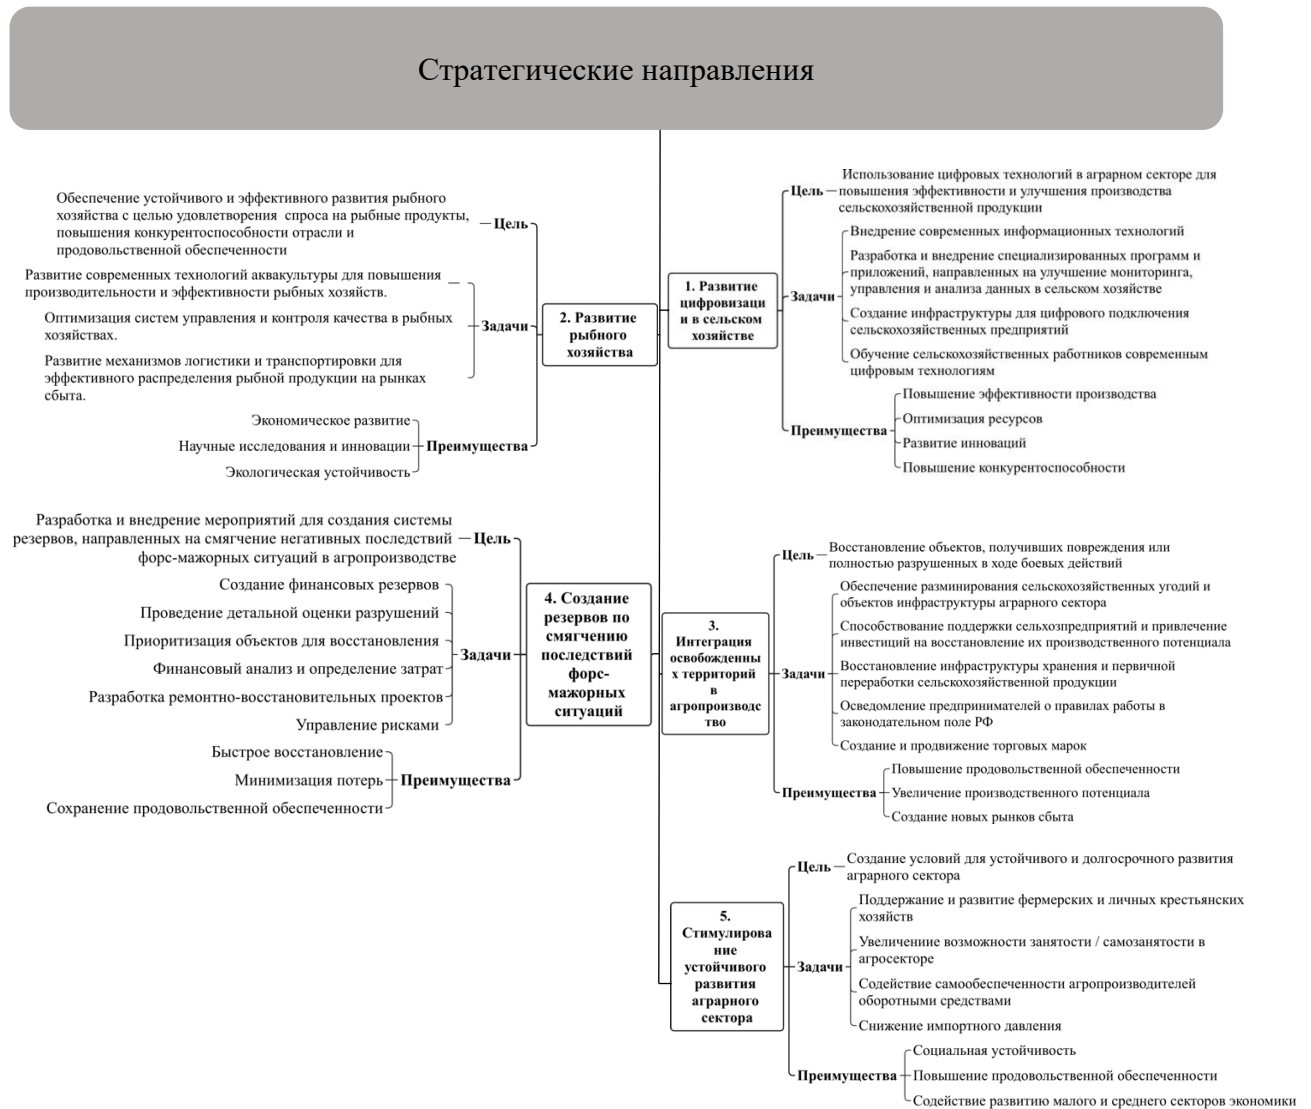 Стратегические направления
1. Развитие
цифровизаци
и в сельском
хозяйстве
Цель
Использование цифровых технологий в аграрном секторе для
повышения эффективности и улучшения производства
сельскохозяйственной продукции
Задачи
Внедрение современных информационных технологий
Разработка и внедрение специализированных программ и
приложений, направленных на улучшение мониторинга,
управления и анализа данных в сельском хозяйстве
Создание инфраструктуры для цифрового подключения
сельскохозяйственных предприятий
Обучение сельскохозяйственных работников современным
цифровым технологиям
Преимущества
Повышение эффективности производства
Оптимизация ресурсов
Развитие инноваций
Повышение конкурентоспособности
2. Развитие
рыбного
хозяйства
Цель
Обеспечение устойчивого и эффективного развития рыбного
хозяйства с целью удовлетворения спроса на рыбные продукты,
повышения конкурентоспособности отрасли и
продовольственной обеспеченности
Задачи
Развитие современных технологий аквакультуры для повышения
производительности и эффективности рыбных хозяйств.
Оптимизация систем управления и контроля качества в рыбных
хозяйствах.
Развитие механизмов логистики и транспортировки для
эффективного распределения рыбной продукции на рынках
сбыта.
Преимущества
Экономическое развитие
Научные исследования и инновации
Экологическая устойчивость
3.
Интеграция
освобожденны
х территорий
в
агропроизводс
тво
Цель
Восстановление объектов, получивших повреждения или
полностью разрушенных в ходе боевых действий
Задачи
Обеспечение разминирования сельскохозяйственных угодий и
объектов инфраструктуры аграрного сектора
Способствование поддержки сельхозпредприятий и привлечение
инвестиций на восстановление их производственного потенциала
Восстановление инфраструктуры хранения и первичной
переработки сельскохозяйственной продукции
Осведомление предпринимателей о правилах работы в
законодательном поле РФ
Создание и продвижение торговых марок
Преимущества
Повышение продовольственной обеспеченности
Увеличение производственного потенциала
Создание новых рынков сбыта
4. Создание
резервов по
смягчению
последствий
форс-
мажорных
ситуаций
Цель
Разработка и внедрение мероприятий для создания системы
резервов, направленных на смягчение негативных последствий
форс-мажорных ситуаций в агропроизводстве
Задачи
Создание финансовых резервов
Проведение детальной оценки разрушений
Приоритизация объектов для восстановления
Финансовый анализ и определение затрат
Разработка ремонтно-восстановительных проектов
Управление рисками
Преимущества
Быстрое восстановление
Минимизация потерь
Сохранение продовольственной обеспеченности
5.
Стимулирова
ние
устойчивого
развития
аграрного
сектора
Цель
Создание условий для устойчивого и долгосрочного развития
аграрного сектора
Задачи
Поддержание и развитие фермерских и личных крестьянских
хозяйств
Увеличениие возможности занятости / самозанятости в
агросекторе
Содействие самообеспеченности агропроизводителей
оборотными средствами
Снижение импортного давления
Преимущества
Социальная устойчивость
Повышение продовольственной обеспеченности
Содействие развитию малого и среднего секторов экономики